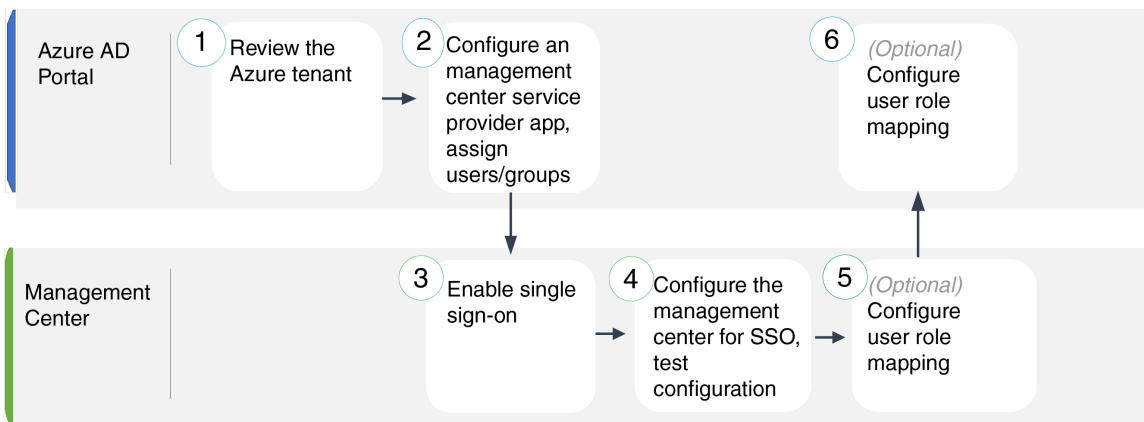 Azure AD
Portal
1
Review the
Azure tenant
2
Configure an
management
center service
provider app,
assign
users/groups
6
(Optional)
Configure
user role
mapping
Management
Center
3
Enable single
sign-on
4
Configure the
management
center for SSO,
test
configuration
5
(Optional)
Configure
user role
mapping